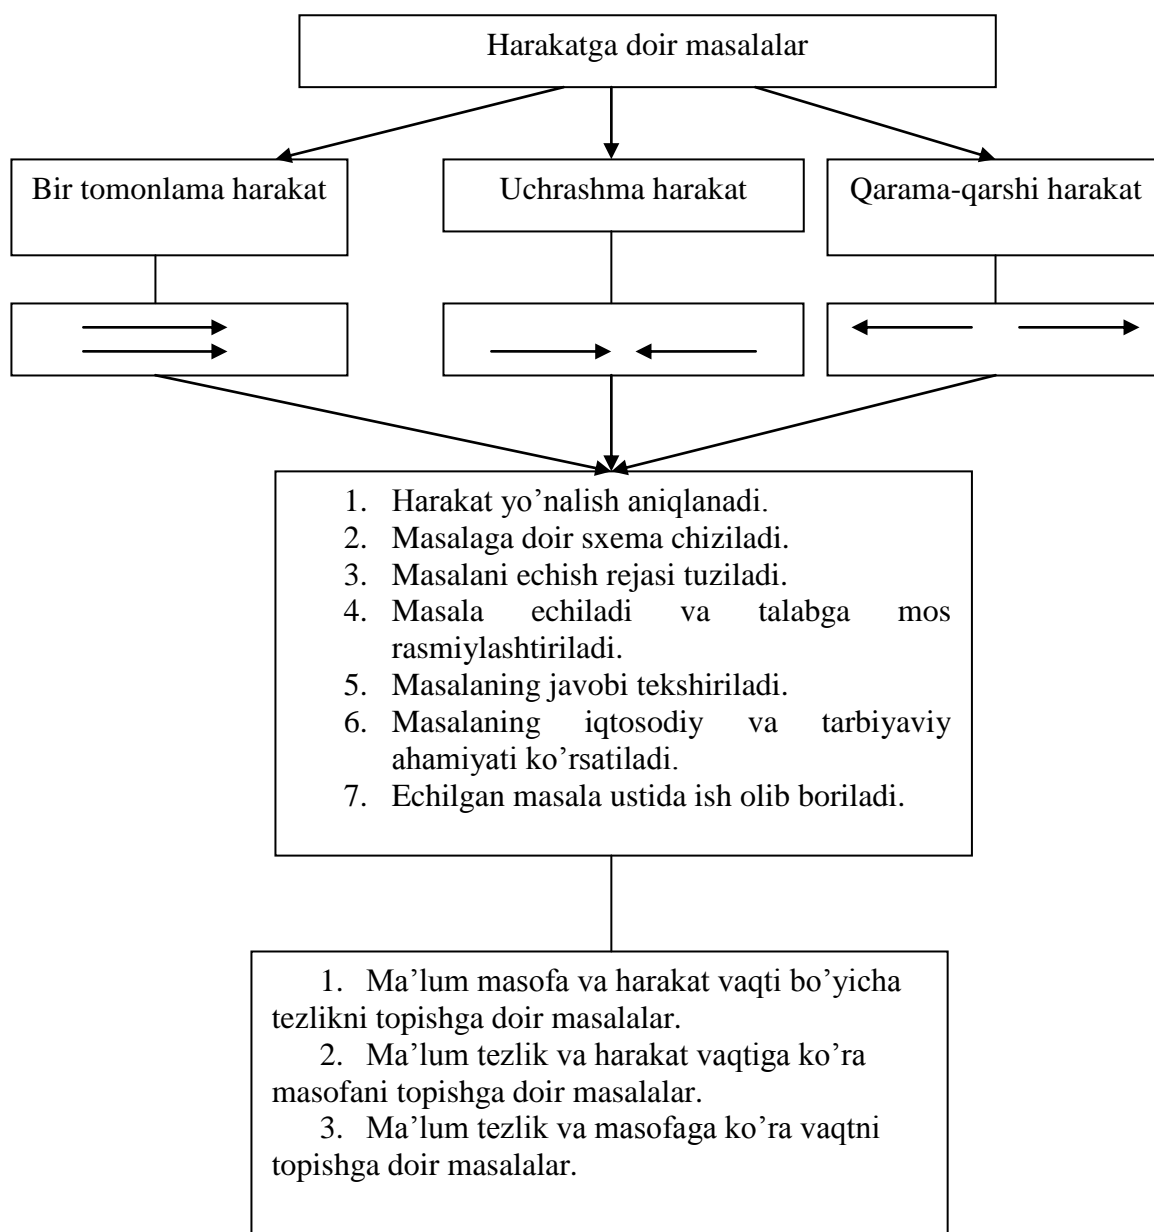 Harakatga doir masalalar
Bir tomonlama harakat
Uchrashma harakat
Qarama-qarshi harakat
1. Harakat yo’nalish aniqlanadi.
2. Masalaga doir sxema chiziladi.
3. Masalani echish rejasi tuziladi.
4. Masala echiladi va talabga mos
rasmiylashtiriladi.
5. Masalaning javobi tekshiriladi.
6. Masalaning iqtosodiy va tarbiyaviy
ahamiyati ko’rsatiladi.
7. Echilgan masala ustida ish olib boriladi.
1. Ma’lum masofa va harakat vaqti bo’yicha
tezlikni topishga doir masalalar.
2. Ma’lum tezlik va harakat vaqtiga ko’ra
masofani topishga doir masalalar.
3. Ma’lum tezlik va masofaga ko’ra vaqtni
topishga doir masalalar.